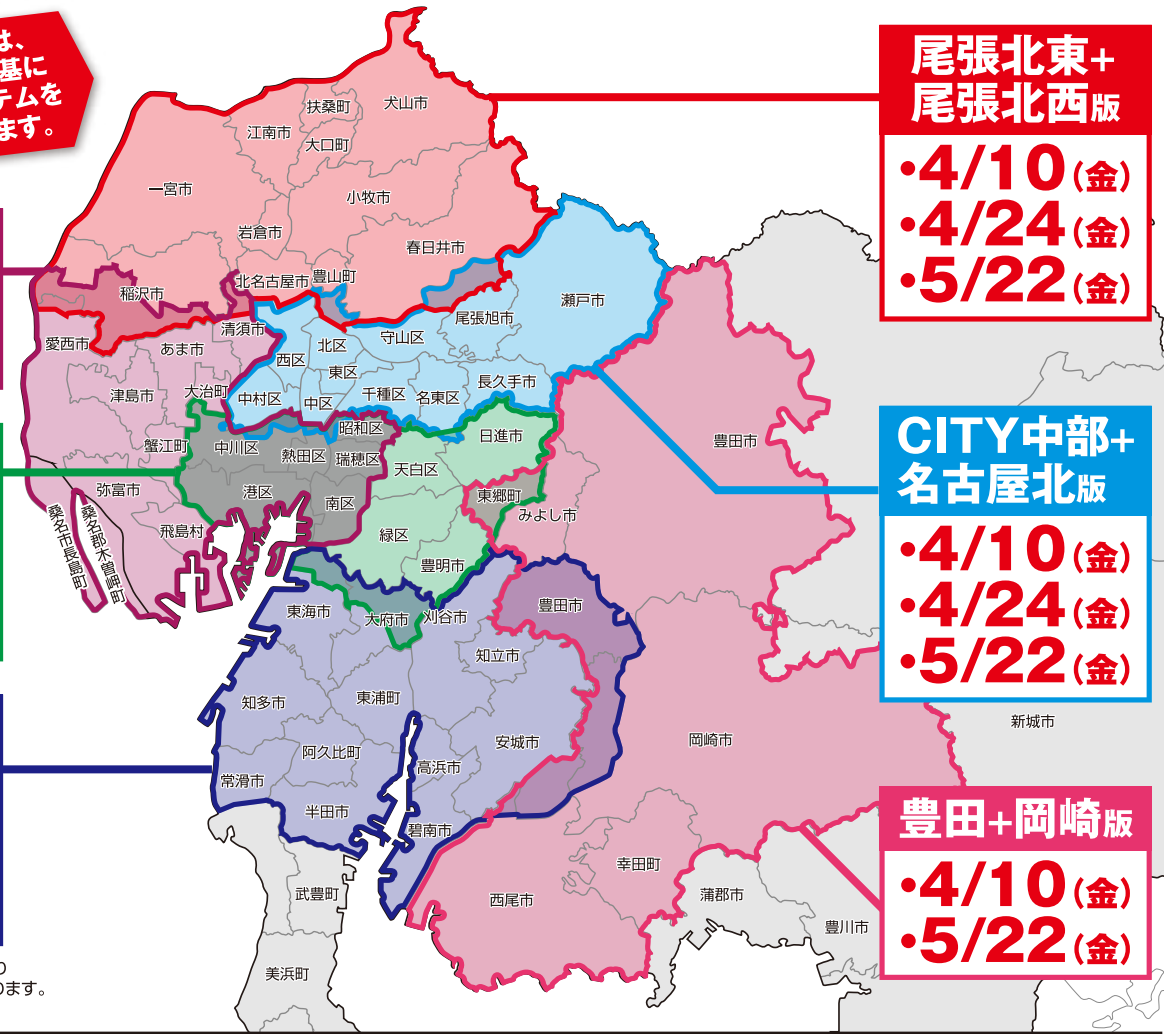 は、
基に
テムを
ます。
尾張北東+
尾張北西版
・4/10(金)
・4/24(金)
・5/22(金)
CITY中部+
名古屋北版
・4/10(金)
・4/24(金)
・5/22(金)
豊田+岡崎版
・4/10(金)
・5/22(金)
犬山市
扶桑町
江南市
大口町
一宮市
小牧市
岩倉市
春日井市
北名古屋市
豊山町
稲沢市
瀬戸市
清須市
尾張旭市
愛西市
あま市
北区
守山区
西区
東区
津島市
大治町
中村区
中区
千種区
名東区
長久手市
昭和区
日進市
豊田市
蟹江町
中川区
熱田区
瑞穂区
天白区
弥富市
港区
南区
東郷町
みよし市
桑名市長島町
桑名郡木曽岬町
飛島村
緑区
豊明市
東海市
大府市
刈谷市
豊田市
知立市
知多市
東浦町
新城市
阿久比町
安城市
岡崎市
常滑市
高浜市
半田市
碧南市
幸田町
武豊町
西尾市
蒲郡市
豊川市
美浜町
ります。